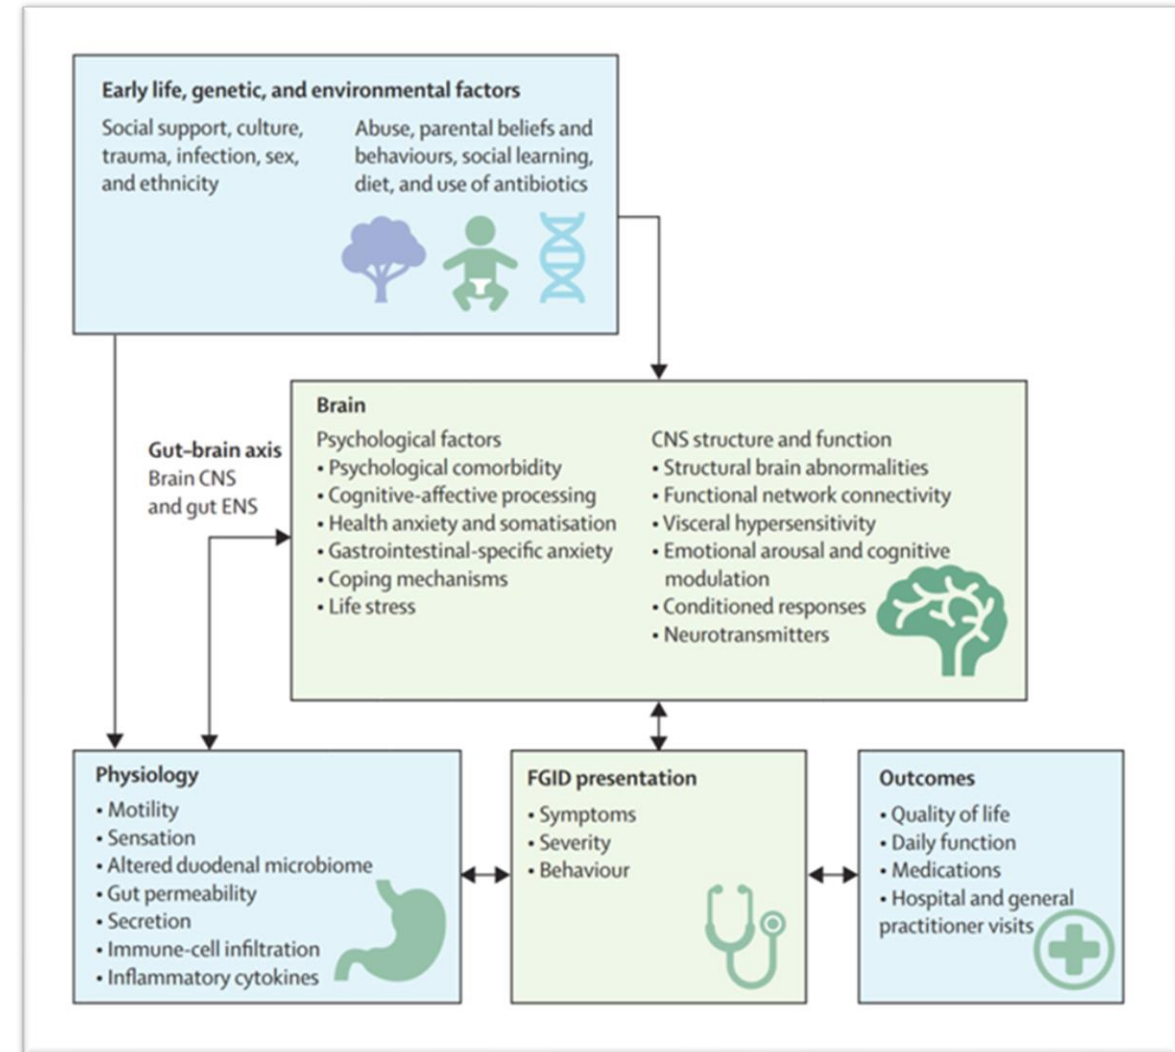 Early life, genetic, and environmental factors
Social support, culture,
trauma, infection, sex,
and ethnicity
Abuse, parental beliefs and
behaviours, social learning,
diet, and use of antibiotics
Gut–brain axis
Brain CNS
and gut ENS
Brain
Psychological factors
• Psychological comorbidity
• Cognitive-affective processing
• Health anxiety and somatisation
• Gastrointestinal-specific anxiety
• Coping mechanisms
• Life stress
CNS structure and function
• Structural brain abnormalities
• Functional network connectivity
• Visceral hypersensitivity
• Emotional arousal and cognitive
modulation
• Conditioned responses
• Neurotransmitters
Physiology
• Motility
• Sensation
• Altered duodenal microbiome
• Gut permeability
• Secretion
• Immune-cell infiltration
• Inflammatory cytokines
FGID presentation
• Symptoms
• Severity
• Behaviour
Outcomes
• Quality of life
• Daily function
• Medications
• Hospital and general
practitioner visits